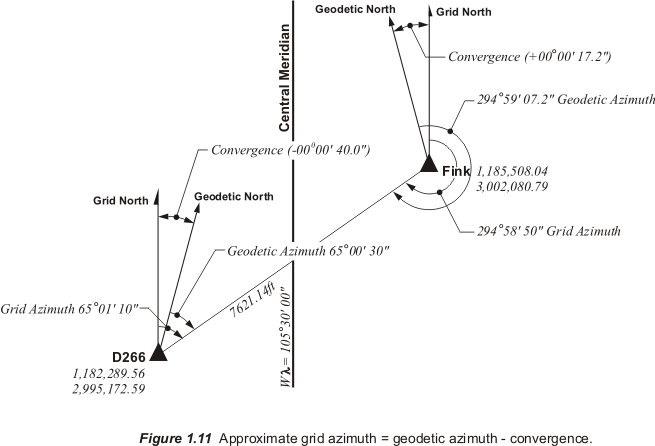 Geodetic North
Grid North
Convergence (+00°00' 17.2")
294°59' 07.2" Geodetic Azimuth
Central Meridian
Convergence (-00⁰00' 40.0")
Fink 1,185,508.04
3,002,080.79
Grid North
Geodetic North
294°58' 50" Grid Azimuth
Geodetic Azimuth 65°00' 30"
7621.14ft
Grid Azimuth 65°01' 10"
Wλ = 105°30' 00"
D266
1,182,289.56
2,995,172.59
Figure 1.11 Approximate grid azimuth = geodetic azimuth - convergence.